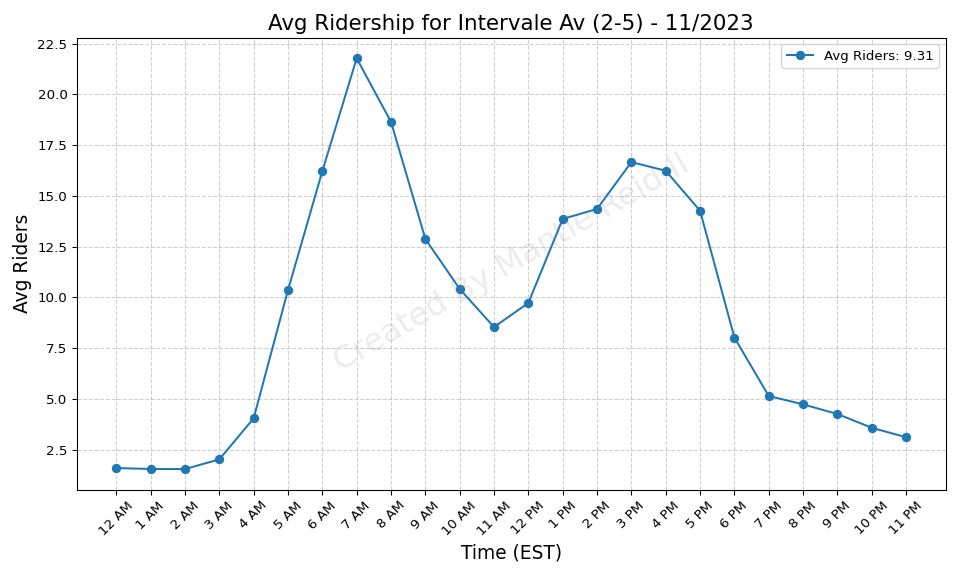 Avg Ridership for Intervale Av (2-5) - 11/2023
Avg Riders: 9.31
22.5
20.0
17.5
15.0
12.5
10.0
7.5
5.0
2.5
Avg Riders
Created By Mantle Reid II
12 AM
1 AM
2 AM
3 AM
4 AM
5 AM
6 AM
7 AM
8 AM
9 AM
10 AM
11 AM
12 PM
1 PM
2 PM
3 PM
4 PM
5 PM
6 PM
7 PM
8 PM
9 PM
10 PM
11 PM
Time (EST)